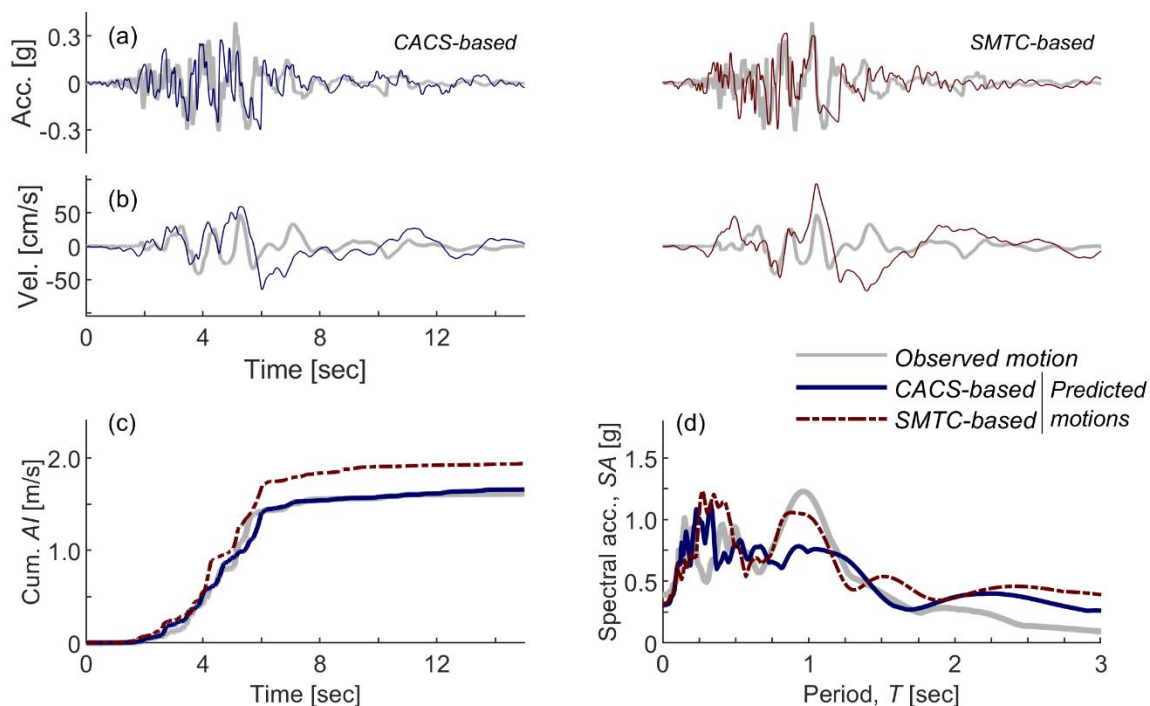 (a)
CACS-based
SMTC-based
Acc. [g]
0.3
0
-0.3
(b)
Vel. [cm/s]
50
0
-50
0 4 8 12
Time [sec]
Observed motion
CACS-based
SMTC-based
Predicted
motions
(c)
Cum. AI [m/s]
2.0
1.0
0
0 4 8 12
Time [sec]
(d)
Spectral acc., SA [g]
1.5
1.0
0.5
0
0 1 2 3
Period, T [sec]